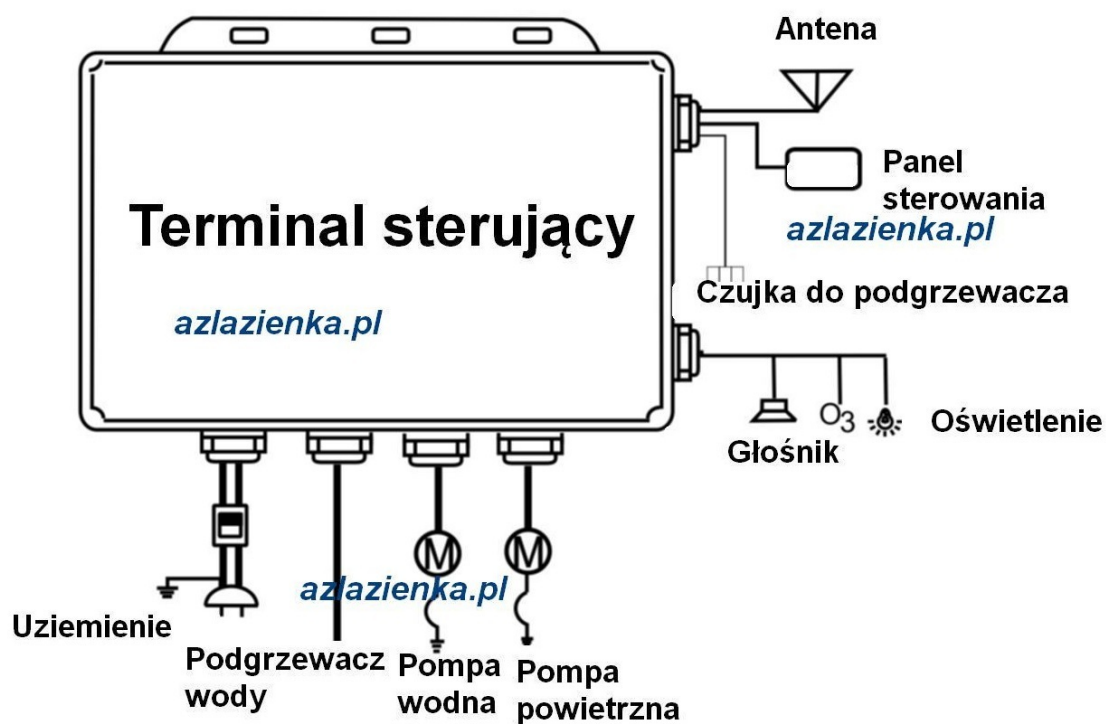 Antena
Panel
sterowania
azlazienka.pl
Terminal sterujący
azlazienka.pl
Czujka do podgrzewacza
O3
Oświetlenie
Głośnik
M
M
azlazienka.pl
Uziemienie
Podgrzewacz
wody
Pompa
wodna
Pompa
powietrzna